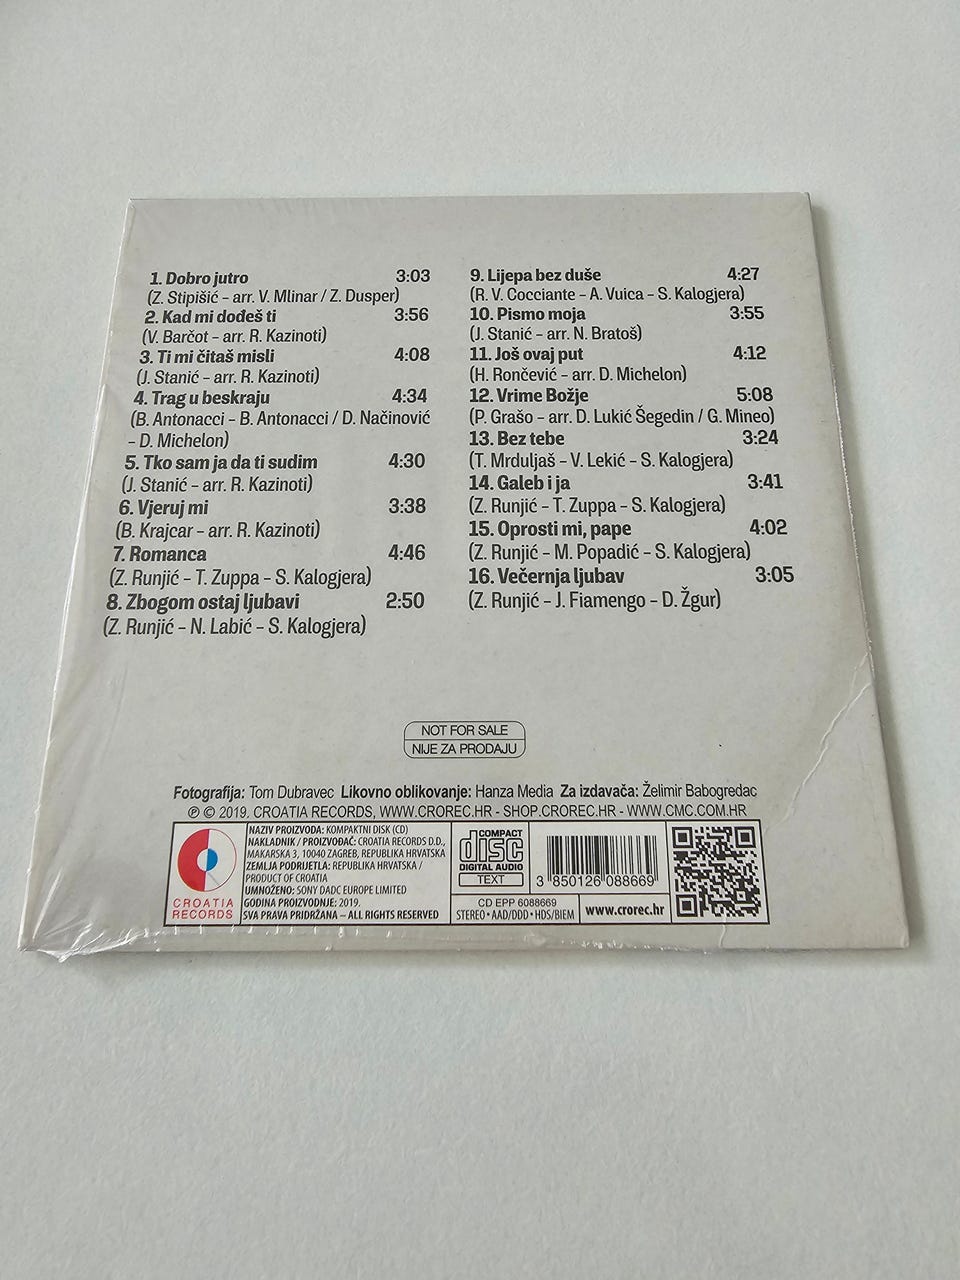 1. Dobro jutro 3:03
(Z. Stipišić – arr. V. Mlinar / Z. Dusper)
2. Kad mi dođeš ti 3:56
(V. Barčot – arr. R. Kazinoti)
3. Ti mi čitaš misli 4:08
(J. Stanić – arr. R. Kazinoti)
4. Trag u beskraju 4:34
(B. Antonacci – B. Antonacci / D. Načinović
– D. Michelon)
5. Tko sam ja da ti sudim 4:30
(J. Stanić – arr. R. Kazinoti)
6. Vjeruj mi 3:38
(B. Krajcar – arr. R. Kazinoti)
7. Romanca 4:46
(Z. Runjić – T. Zuppa – S. Kalogjera)
8. Zbogom ostaj ljubavi 2:50
(Z. Runjić – N. Labić – S. Kalogjera)
9. Lijepa bez duše 4:27
(R. V. Cocciante – A. Vuica – S. Kalogjera)
10. Pismo moja 3:55
(J. Stanić – arr. N. Bratoš)
11. Još ovaj put 4:12
(H. Rončević – arr. D. Michelon)
12. Vrime Božje 5:08
(P. Grašo – arr. D. Lukić Šegedin / G. Mineo)
13. Bez tebe 3:24
(T. Mrduljaš – V. Lekić – S. Kalogjera)
14. Galeb i ja 3:41
(Z. Runjić – T. Zuppa – S. Kalogjera)
15. Oprosti mi, pape 4:02
(Z. Runjić – M. Popadić – S. Kalogjera)
16. Večernja ljubav 3:05
(Z. Runjić – J. Fiamengo – D. Žgur)
NOT FOR SALE
NIJE ZA PRODAJU
Fotografija: Tom Dubravec Likovno oblikovanje: Hanza Media Za izdavača: Želimir Babogredac
℗ © 2019. CROATIA RECORDS, WWW.CROREC.HR - SHOP.CROREC.HR - WWW.CMC.COM.HR
CROATIA
RECORDS
NAZIV PROIZVODA: KOMPAKTNI DISK (CD)
NAKLADNIK / PROIZVOĐAČ: CROATIA RECORDS D.D.,
MAKARSKA 3, 10040 ZAGREB, REPUBLIKA HRVATSKA
ZEMLJA PODRIJETLA: REPUBLIKA HRVATSKA /
PRODUCT OF CROATIA
UMNOŽENO: SONY DADC EUROPE LIMITED
GODINA PROIZVODNJE: 2019.
SVA PRAVA PRIDRŽANA – ALL RIGHTS RESERVED
COMPACT
disc
DIGITAL AUDIO
TEXT
CD EPP 6088669
STEREO • AAD/DDD • HDS/BIEM
3 850126 088669
www.crorec.hr